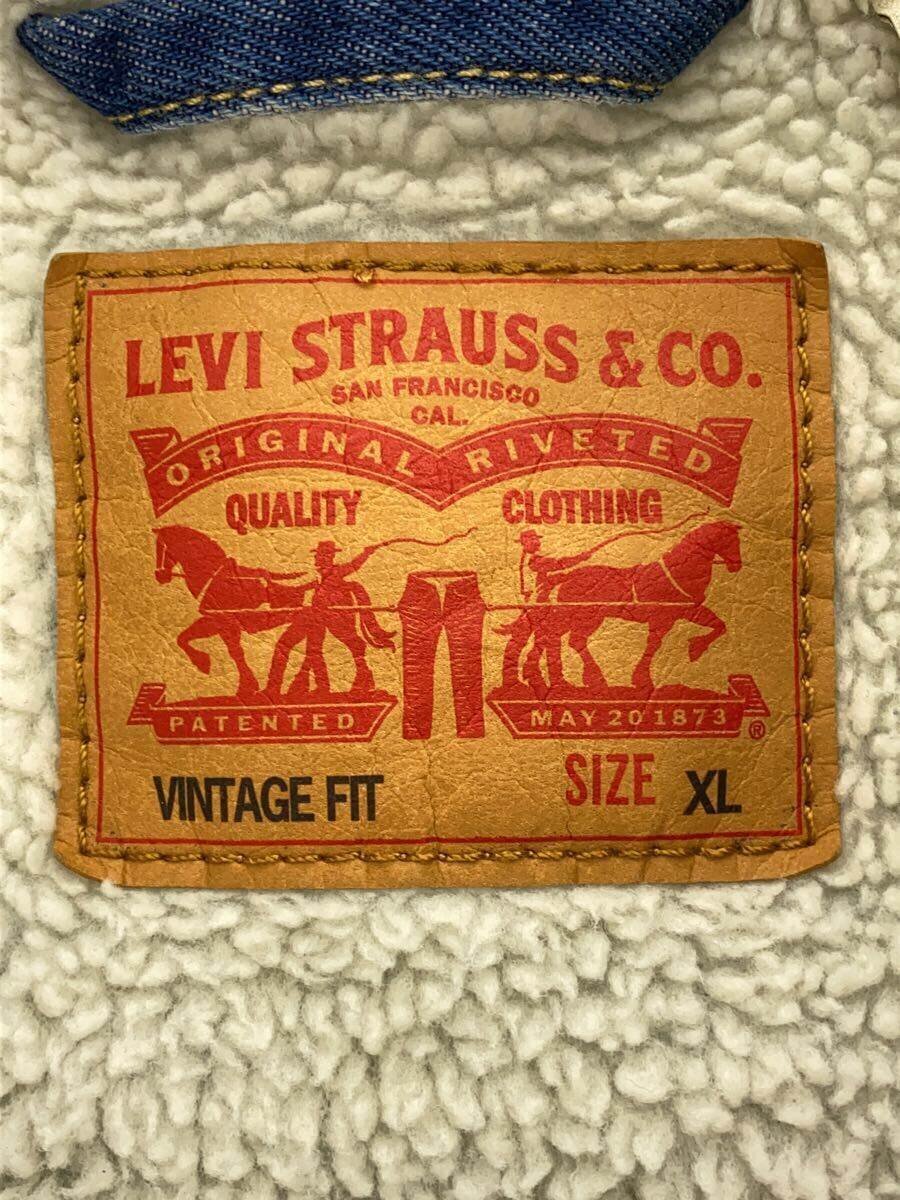 LEVI STRAUSS & CO.
SAN FRANCISCO
CAL.
ORIGINAL RIVETED
QUALITY CLOTHING
PATENTED MAY 20 1873 ®
VINTAGE FIT SIZE XL